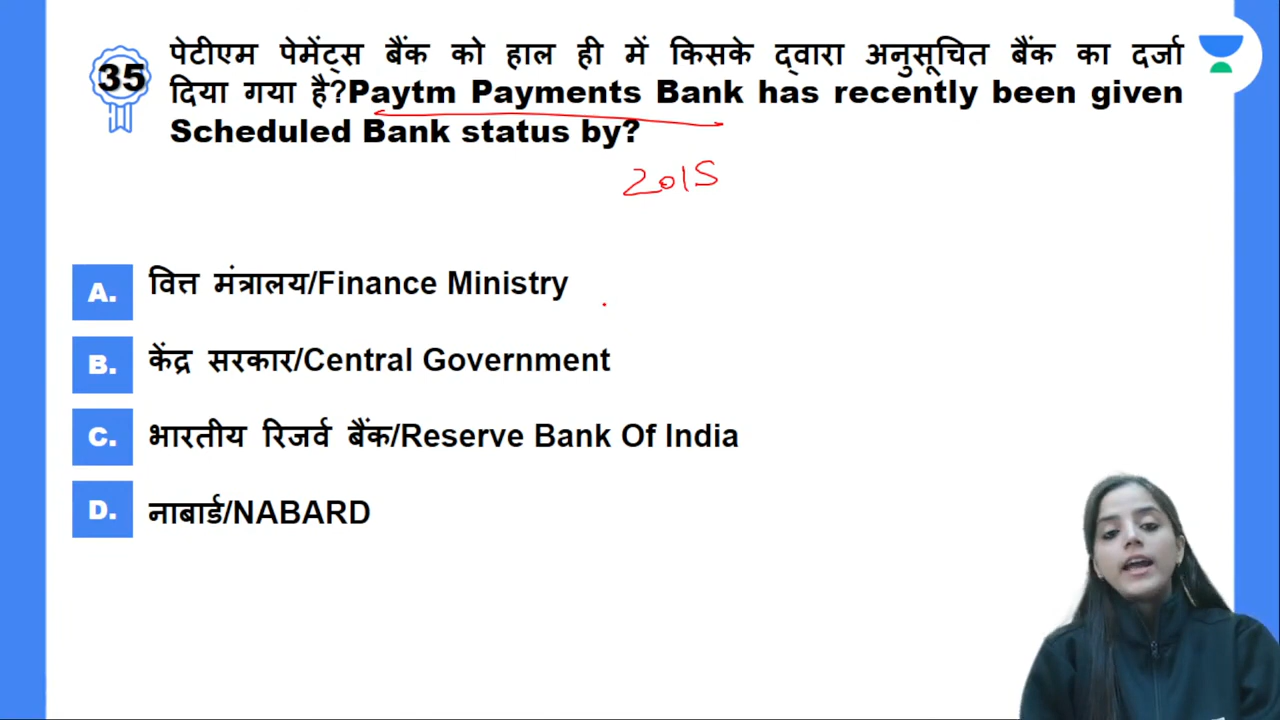 35
पेटीएम पेमेंट्स बैंक को हाल ही में किसके द्वारा अनुसूचित बैंक का दर्जा
दिया गया है?Paytm Payments Bank has recently been given
Scheduled Bank status by?
2015
A. वित्त मंत्रालय/Finance Ministry
B. केंद्र सरकार/Central Government
C. भारतीय रिजर्व बैंक/Reserve Bank Of India
D. नाबार्ड/NABARD